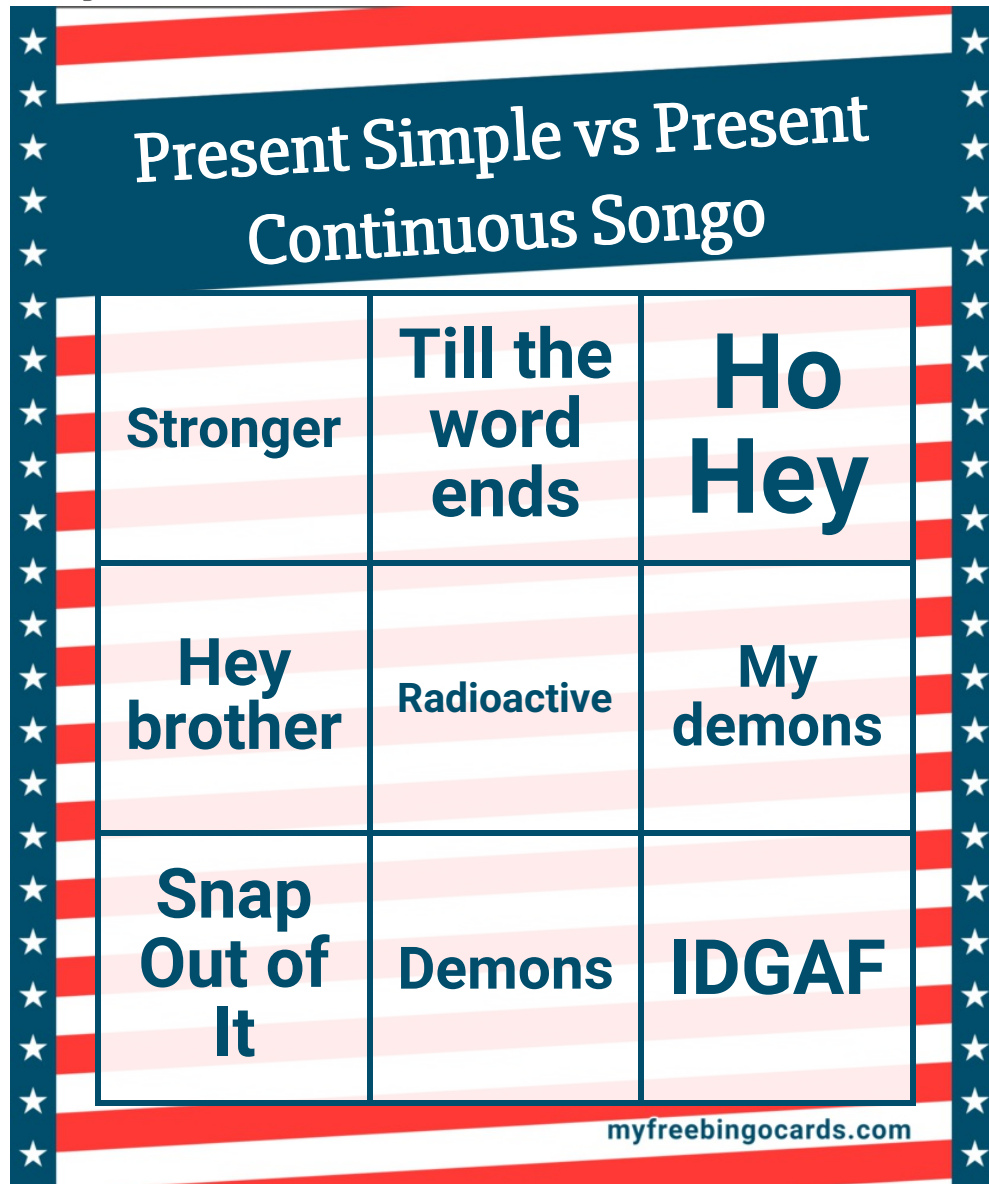 Present Simple vs Present
Continuous Songo
Stronger
Till the
word
ends
Ho
Hey
Hey
brother
Radioactive
My
demons
Snap
Out of
It
Demons
IDGAF
myfreebingocards.com